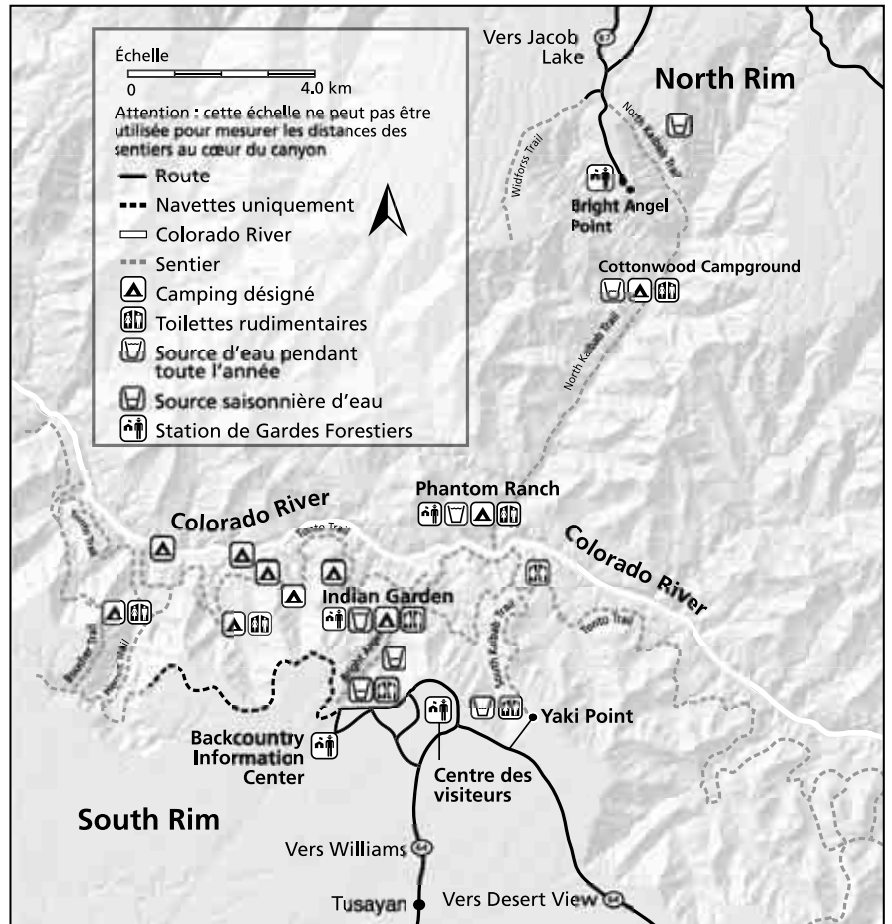 Échelle
0 4.0 km
Attention : cette échelle ne peut pas être
utilisée pour mesurer les distances des
sentiers au cœur du canyon
Route
Navettes uniquement
Colorado River
Sentier
Camping désigné
Toilettes rudimentaires
Source d'eau pendant
toute l'année
Source saisonnière d'eau
Station de Gardes Forestiers
Vers Jacob
Lake
67
North Rim
North Kaibab Trail
Widforss Trail
Bright Angel
Point
Cottonwood Campground
North Kaibab Trail
Phantom Ranch
Colorado River
Colorado River
Tonto Trail
Tonto Trail
Tonto Trail
Indian Garden
Boucher Trail
Trail
Bright Angel
South Kaibab Trail
Yaki Point
Backcountry
Information
Center
Centre des
visiteurs
South Rim
Vers Williams
64
Tusayan
Vers Desert View
64